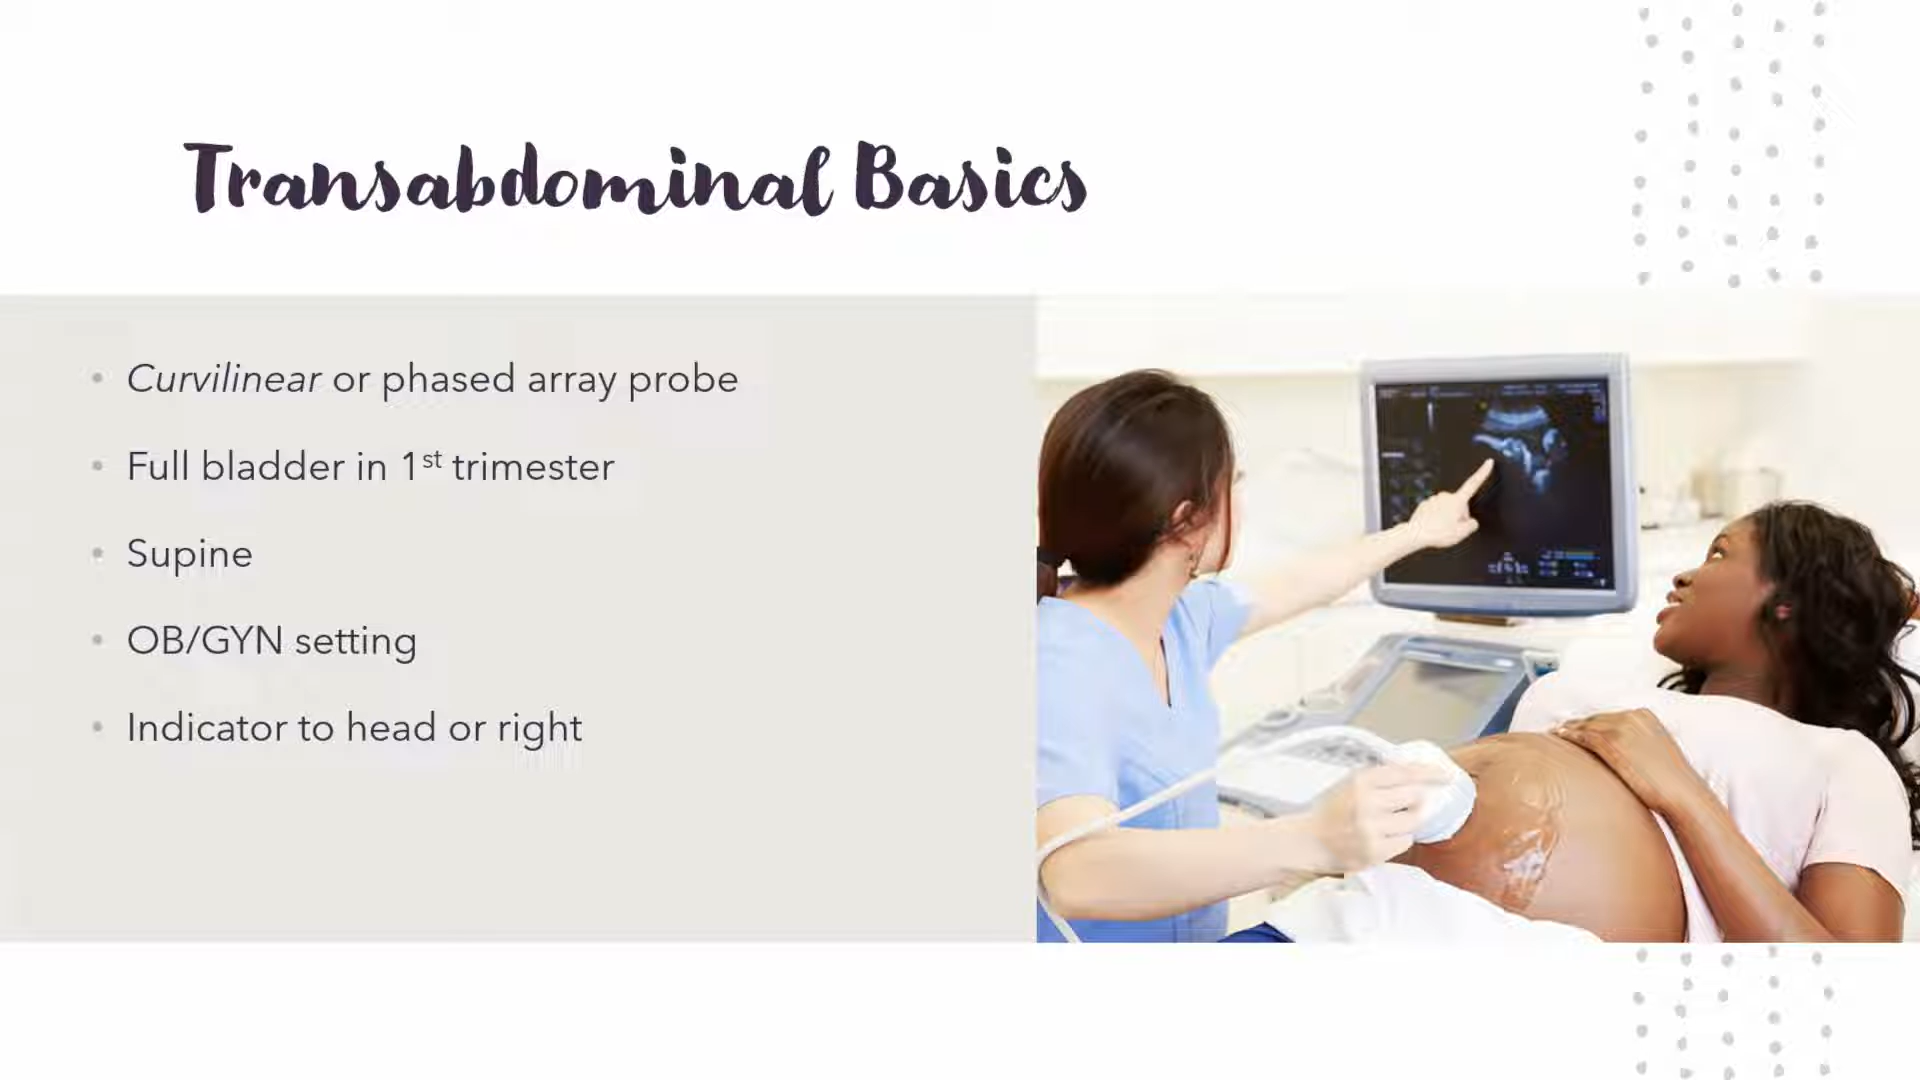 Transabdominal Basics
• Curvilinear or phased array probe
• Full bladder in 1st trimester
• Supine
• OB/GYN setting
• Indicator to head or right